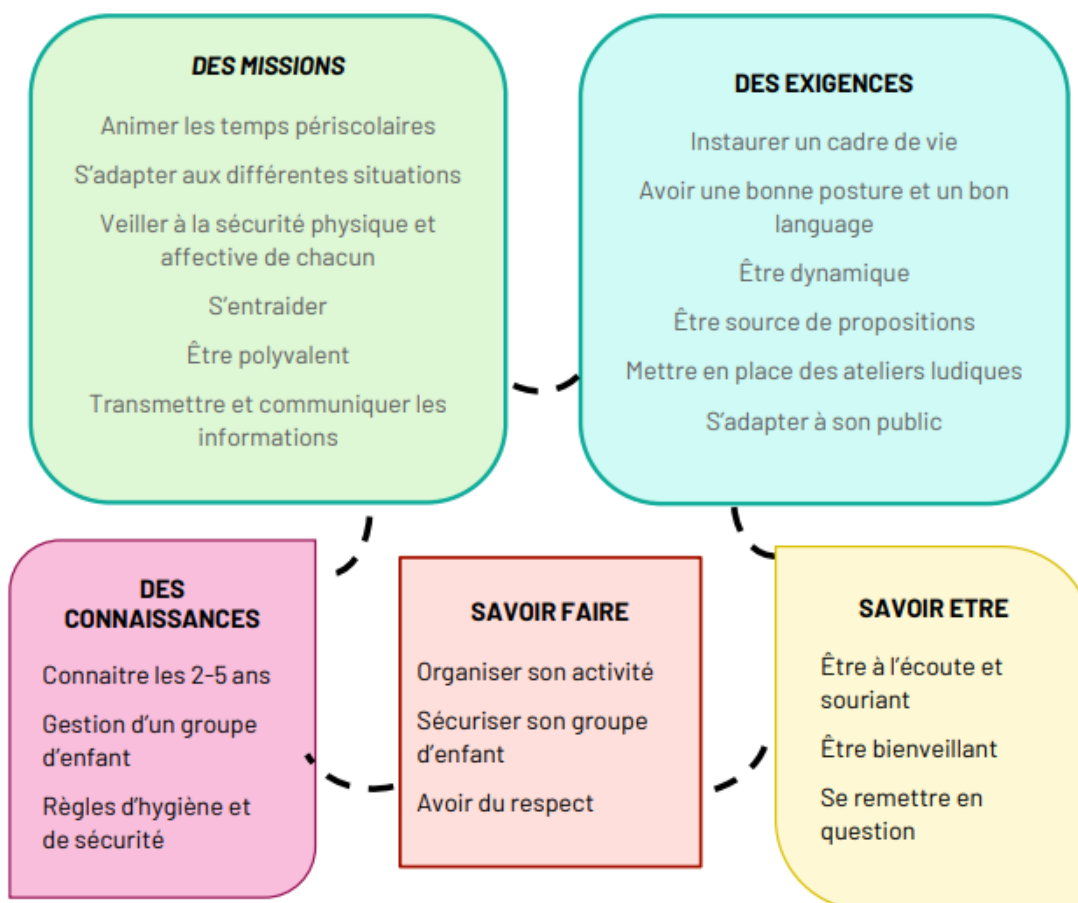 DES MISSIONS
Animer les temps périscolaires
S'adapter aux différentes situations
Veiller à la sécurité physique et
affective de chacun
S'entraider
Être polyvalent
Transmettre et communiquer les
informations
DES EXIGENCES
Instaurer un cadre de vie
Avoir une bonne posture et un bon
language
Être dynamique
Être source de propositions
Mettre en place des ateliers ludiques
S'adapter à son public
DES
CONNAISSANCES
Connaitre les 2-5 ans
Gestion d'un groupe
d'enfant
Règles d'hygiène et
de sécurité
SAVOIR FAIRE
Organiser son activité
Sécuriser son groupe
d'enfant
Avoir du respect
SAVOIR ETRE
Être à l'écoute et
souriant
Être bienveillant
Se remettre en
question